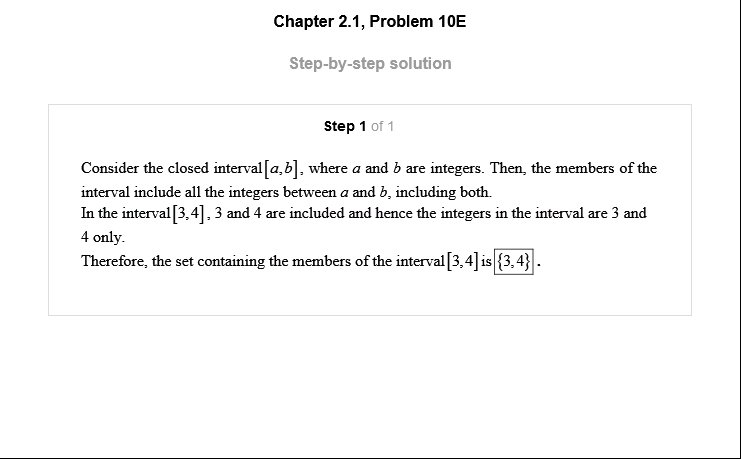 Chapter 2.1, Problem 10E
Step-by-step solution
Step 1 of 1
Consider the closed interval[a,b], where a and b are integers. Then, the members of the
interval include all the integers between a and b, including both.
In the interval[3,4], 3 and 4 are included and hence the integers in the interval are 3 and
4 only.
Therefore, the set containing the members of the interval[3,4] is {3,4}.